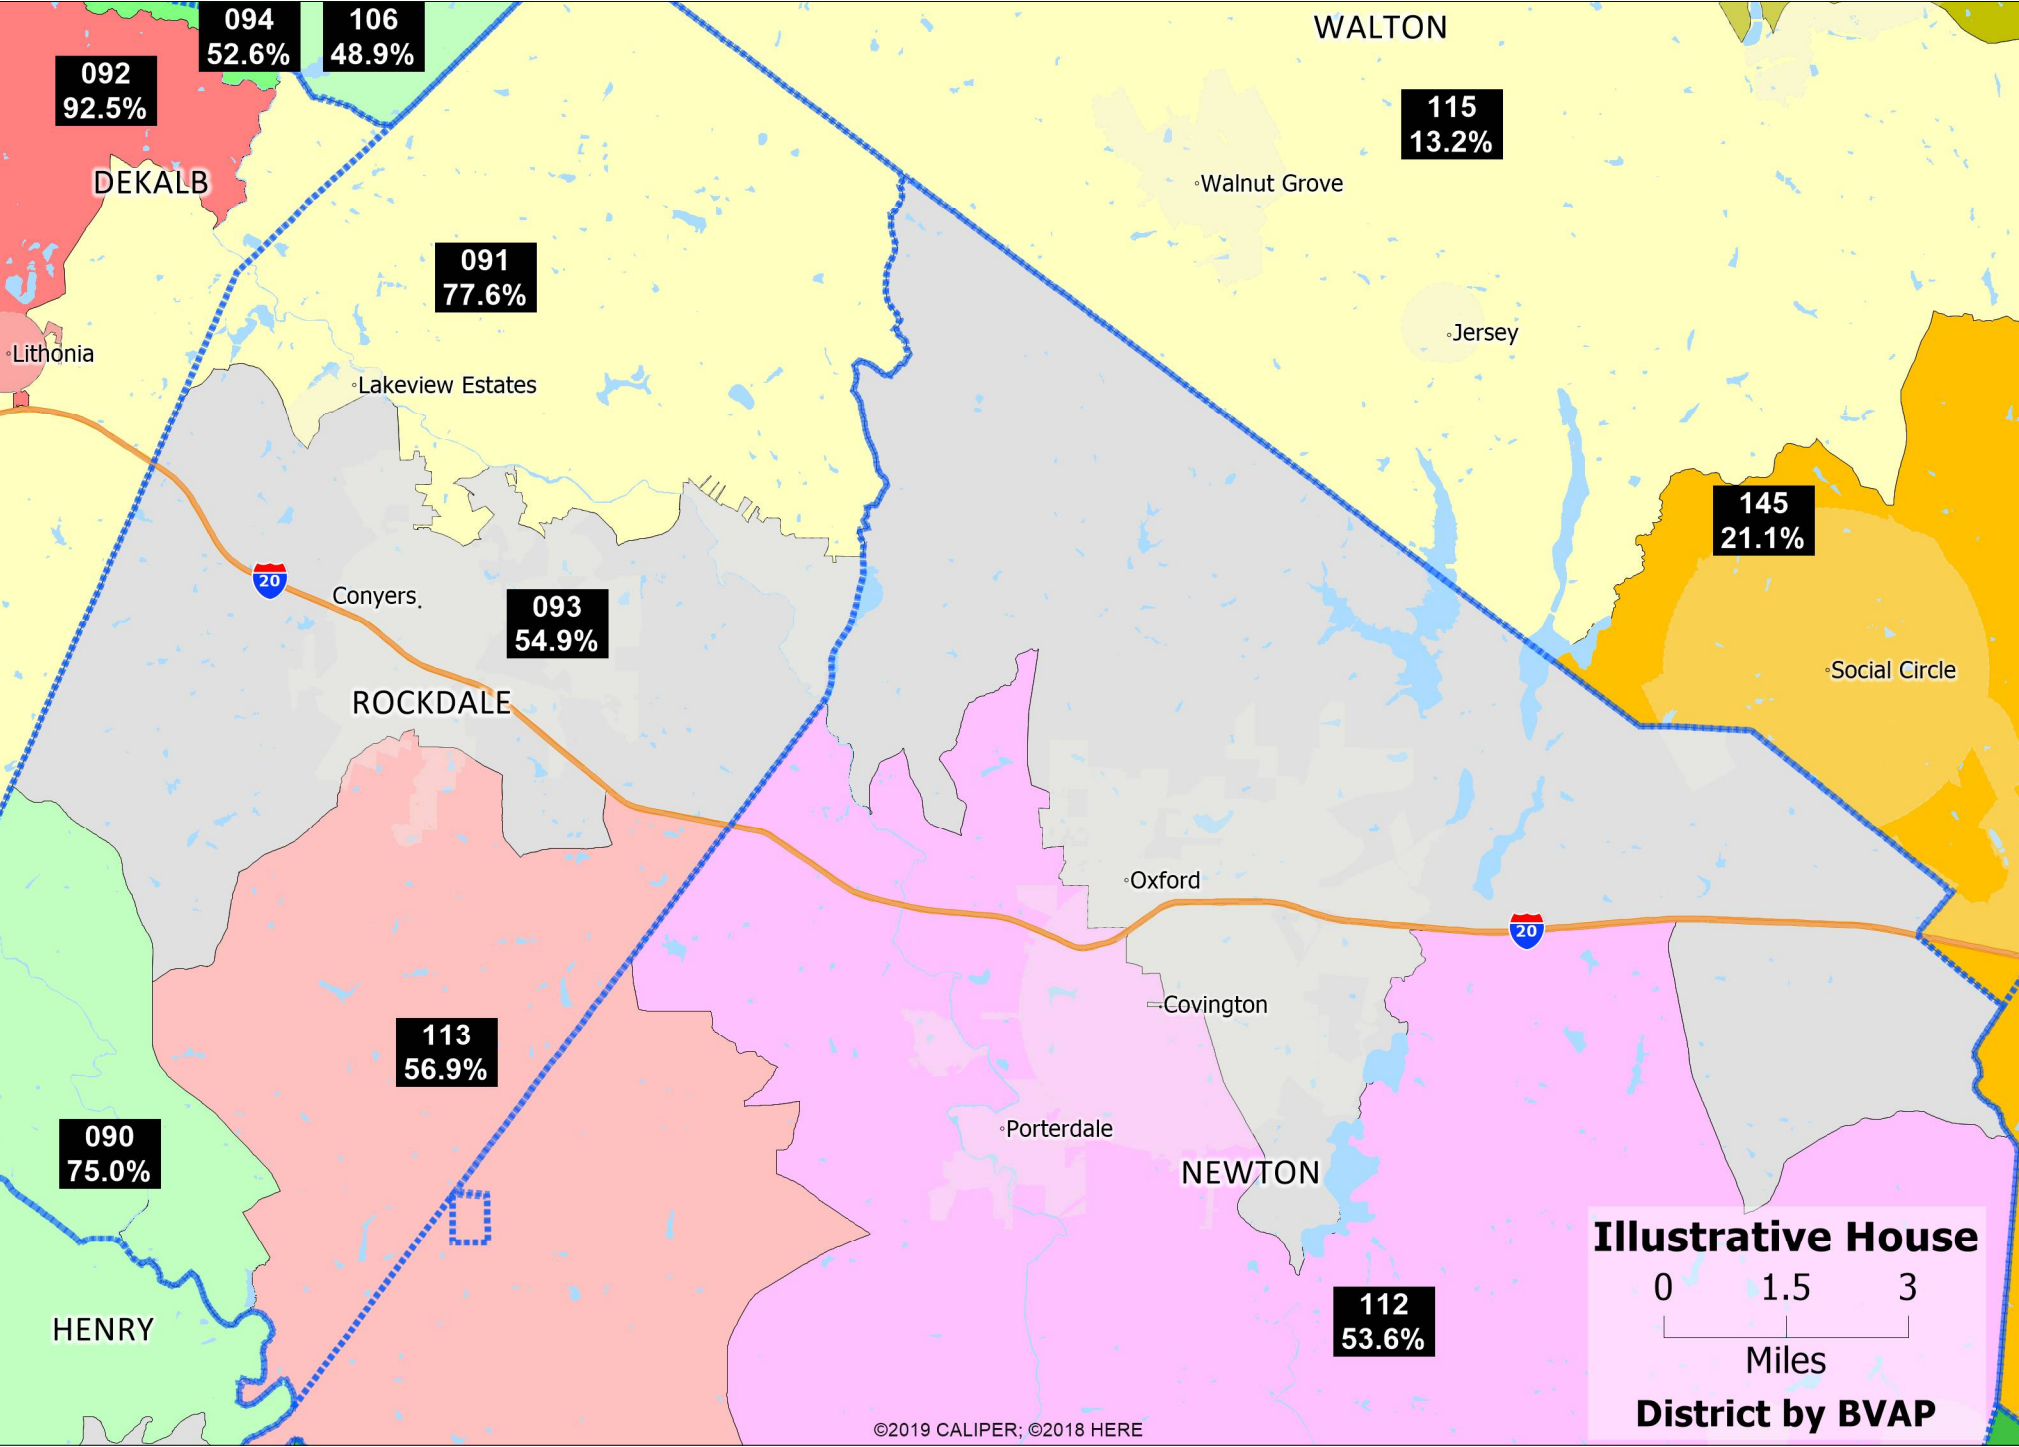 094
52.6%
106
48.9%
WALTON
092
92.5%
115
13.2%
DEKALB
Walnut Grove
091
77.6%
Jersey
Lithonia
Lakeview Estates
145
21.1%
20
Conyers
093
54.9%
Social Circle
ROCKDALE
Oxford
20
Covington
113
56.9%
Porterdale
090
75.0%
NEWTON
Illustrative House
0 1.5 3
Miles
District by BVAP
112
53.6%
HENRY
©2019 CALIPER; ©2018 HERE